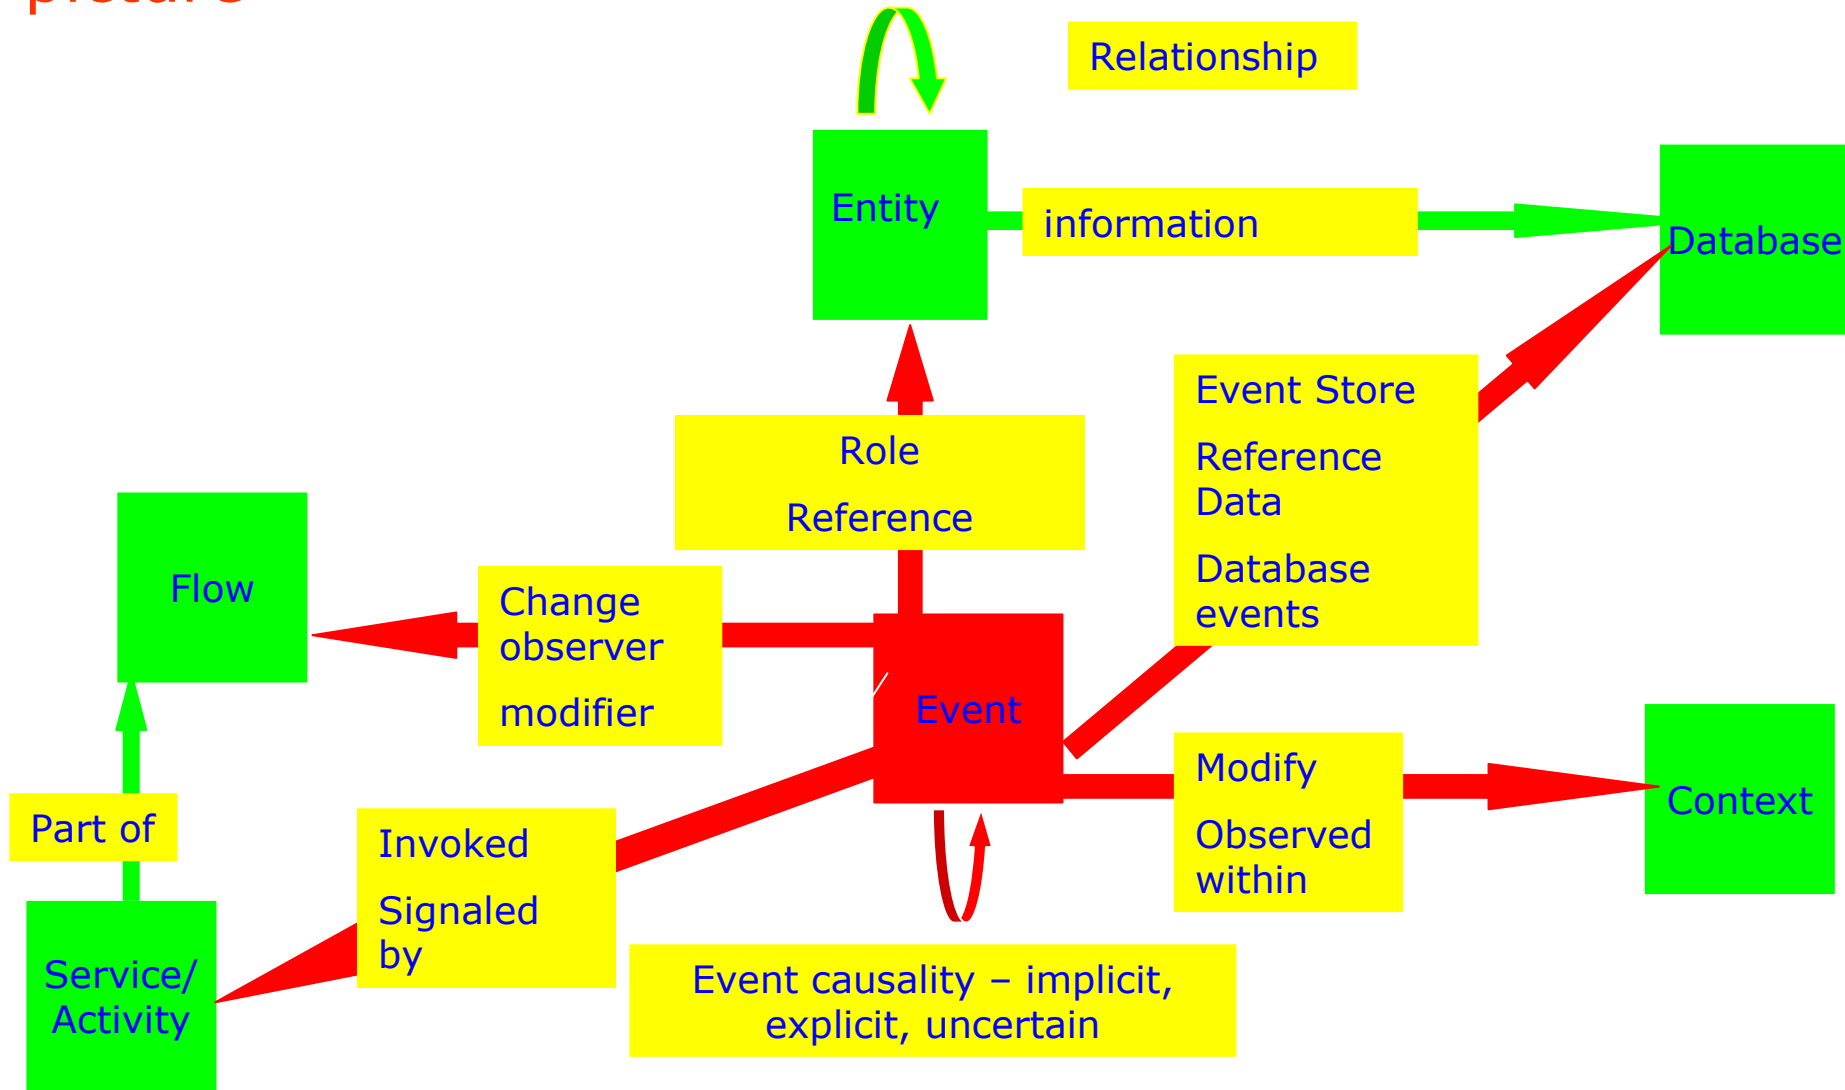 picture
Relationship
Entity
information
Database
Event Store
Reference
Data
Database
events
Role
Reference
Flow
Change
observer
modifier
Event
Modify
Observed
within
Context
Part of
Invoked
Signaled
by
Service/
Activity
Event causality – implicit,
explicit, uncertain